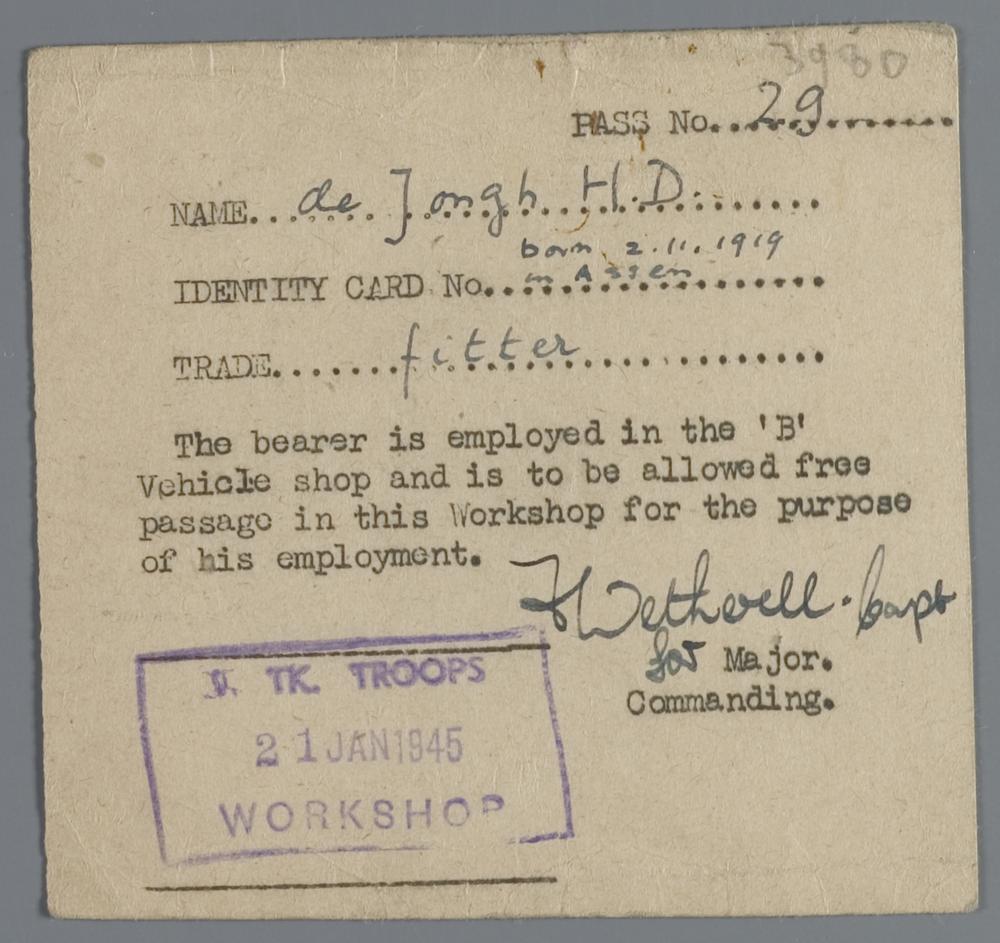 3980
PASS No. 29
NAME... de Jongh H.D.
born 2.11.1919
IDENTITY CARD No... in Assen
TRADE....... fitter
The bearer is employed in the 'B'
Vehicle shop and is to be allowed free
passage in this Workshop for the purpose
of his employment.
Capt
for Major.
Commanding.
TK. TROOPS
21 JAN 1945
WORKSHOP